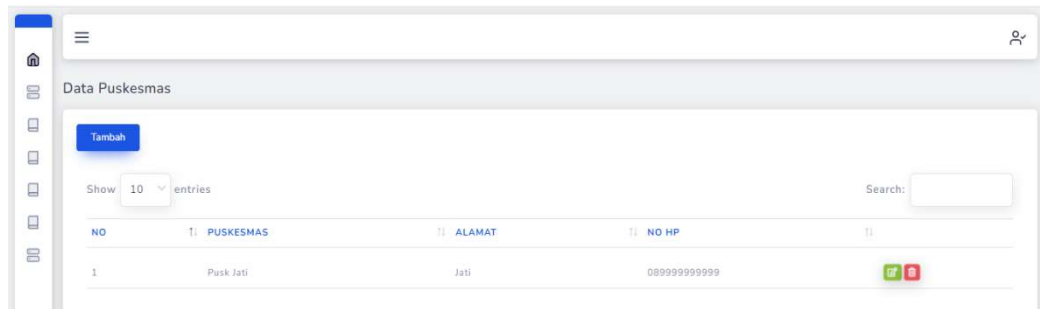 Data Puskesmas
Tambah
Show 10 entries Search:
NO PUSKESMAS ALAMAT NO HP
1 Pusk Jati Jati 089999999999